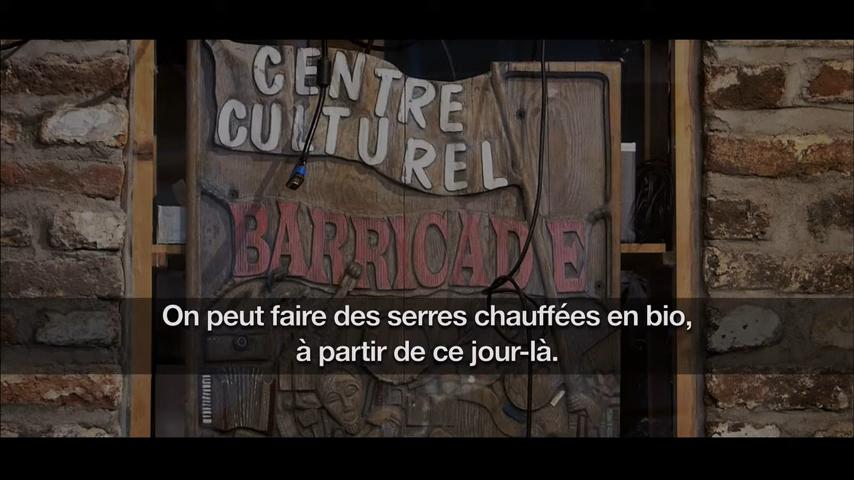 CENTRE
CULTUREL
BARRICADE
On peut faire des serres chauffées en bio,
à partir de ce jour-là.